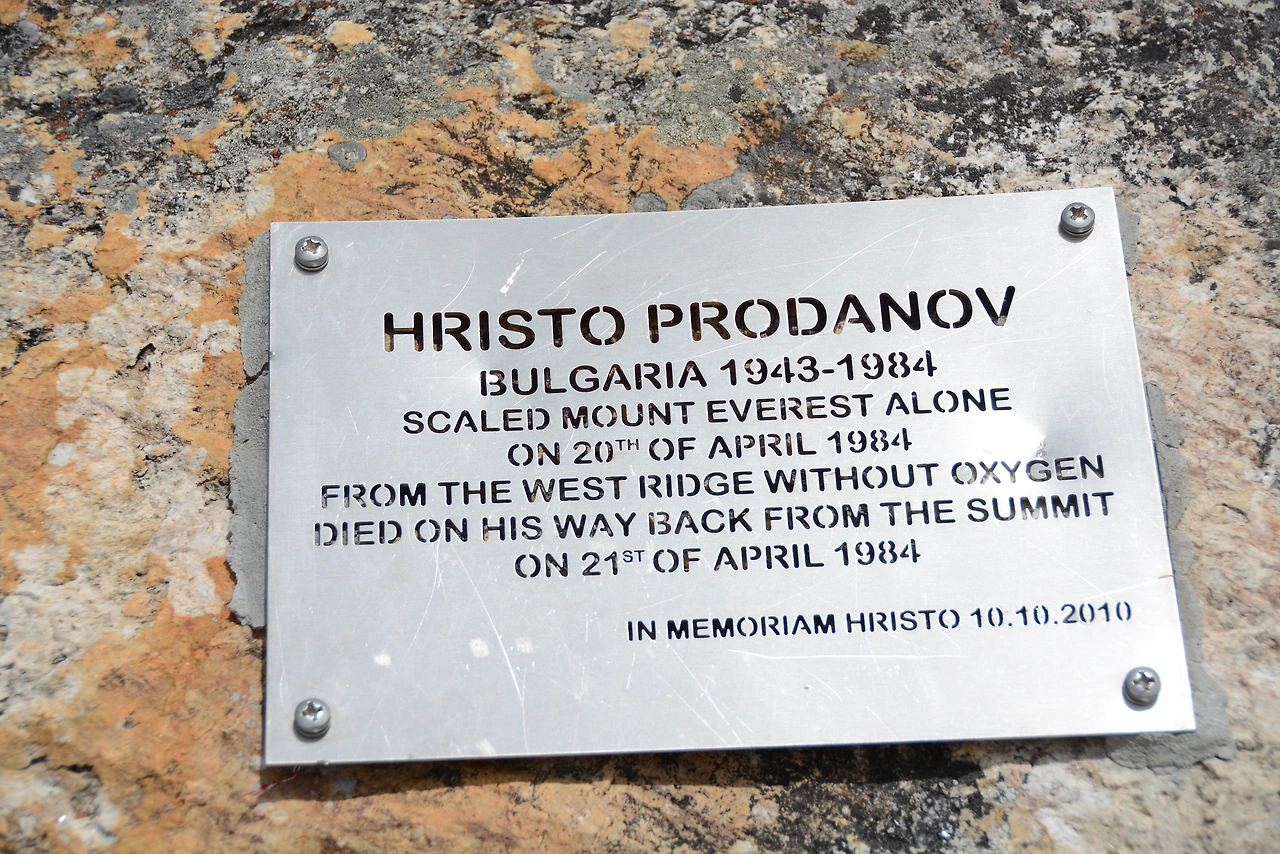 HRISTO PRODANOV
BULGARIA 1943-1984
SCALED MOUNT EVEREST ALONE
ON 20TH OF APRIL 1984
FROM THE WEST RIDGE WITHOUT OXYGEN
DIED ON HIS WAY BACK FROM THE SUMMIT
ON 21ST OF APRIL 1984
IN MEMORIAM HRISTO 10.10.2010